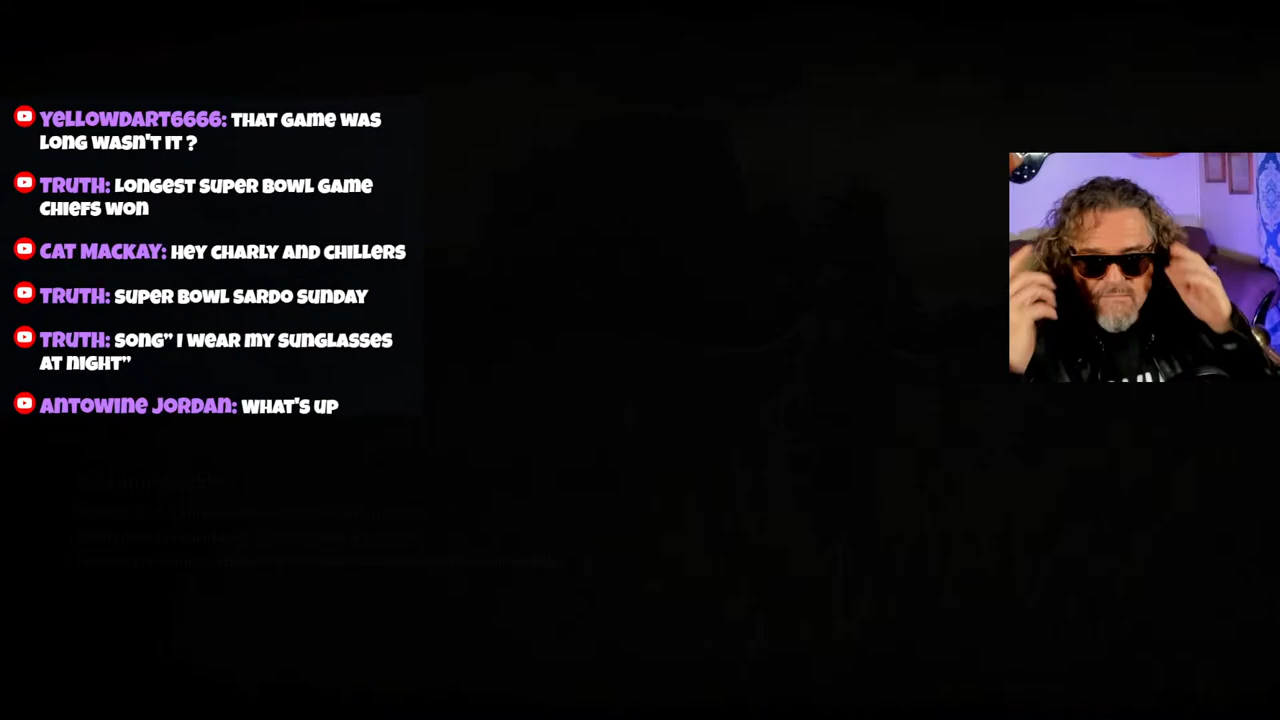 YELLOWDART6666: THAT GAME WAS
LONG WASN'T IT ?
TRUTH: LONGEST SUPER BOWL GAME
CHIEFS WON
CAT MACKAY: HEY CHARLY AND CHILLERS
TRUTH: SUPER BOWL SARDO SUNDAY
TRUTH: SONG” I WEAR MY SUNGLASSES
AT NIGHT”
ANTOWINE JORDAN: WHAT'S UP